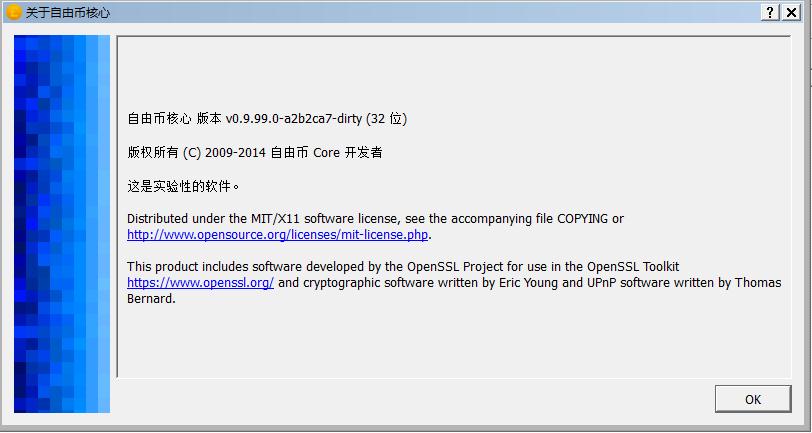 关于自由币核心
自由币核心 版本 v0.9.99.0-a2b2ca7-dirty (32 位)
版权所有 (C) 2009-2014 自由币 Core 开发者
这是实验性的软件。
Distributed under the MIT/X11 software license, see the accompanying file COPYING or
http://www.opensource.org/licenses/mit-license.php.
This product includes software developed by the OpenSSL Project for use in the OpenSSL Toolkit
https://www.openssl.org/ and cryptographic software written by Eric Young and UPnP software written by Thomas
Bernard.
OK